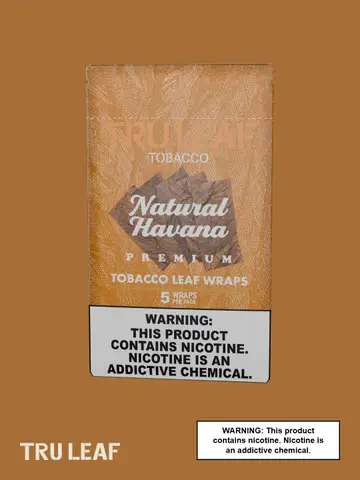 TRU LEAF
TOBACCO
Natural
Havana
PREMIUM
TOBACCO LEAF WRAPS
5 WRAPS
PER PACK
WARNING:
THIS PRODUCT
CONTAINS NICOTINE.
NICOTINE IS AN
ADDICTIVE CHEMICAL.
TRU LEAF
WARNING: This product
contains nicotine. Nicotine is
an addictive chemical.